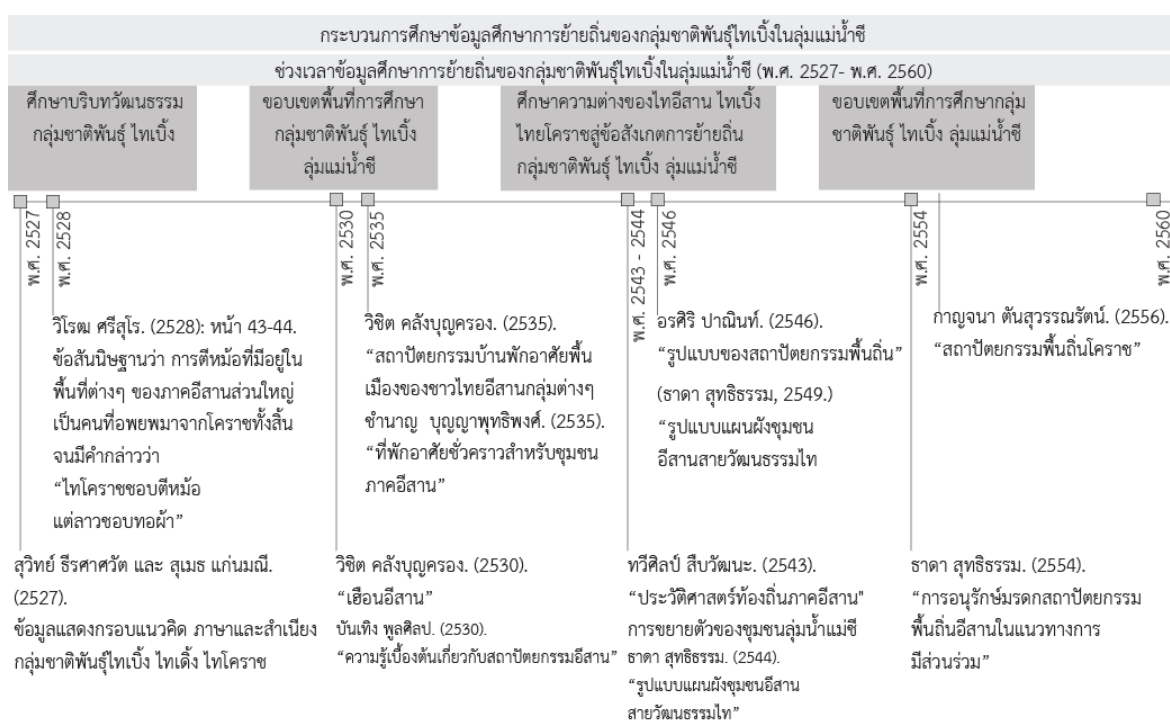 กระบวนการศึกษาข้อมูลศึกษาการย้ายถิ่นของกลุ่มชาติพันธุ์ไทเบิ้งในลุ่มแม่น้ำชี
ช่วงเวลาข้อมูลศึกษาการย้ายถิ่นของกลุ่มชาติพันธุ์ไทเบิ้งในลุ่มแม่น้ำชี (พ.ศ. 2527- พ.ศ. 2560)
ศึกษาบริบทวัฒนธรรม
กลุ่มชาติพันธุ์ ไทเบิ้ง
ขอบเขตพื้นที่การศึกษา
กลุ่มชาติพันธุ์ ไทเบิ้ง
ลุ่มแม่น้ำชี
ศึกษาความต่างของไทอีสาน ไทเบิ้ง
ไทยโคราชสู่ข้อสังเกตการย้ายถิ่น
กลุ่มชาติพันธุ์ ไทเบิ้ง ลุ่มแม่น้ำชี
ขอบเขตพื้นที่การศึกษากลุ่ม
ชาติพันธุ์ ไทเบิ้ง ลุ่มแม่น้ำชี
พ.ศ. 2527
พ.ศ. 2528
พ.ศ. 2530
พ.ศ. 2535
พ.ศ. 2543 - 2544
พ.ศ. 2546
พ.ศ. 2554
พ.ศ. 2560
วิโรฒ ศรีสุโร. (2528): หน้า 43-44.
ข้อสันนิษฐานว่า การตีหม้อที่มีอยู่ใน
พื้นที่ต่างๆ ของภาคอีสานส่วนใหญ่
เป็นคนที่อพยพมาจากโคราชทั้งสิ้น
จนมีคำกล่าวว่า
“ไทโคราชชอบตีหม้อ
แต่ลาวชอบทอผ้า”
วิชิต คลังบุญครอง. (2535).
“สถาปัตยกรรมบ้านพักอาศัยพื้น
เมืองของชาวไทยอีสานกลุ่มต่างๆ
ชำนาญ บุญญาพุทธิพงศ์. (2535).
“ที่พักอาศัยชั่วคราวสำหรับชุมชน
ภาคอีสาน”
อรศิริ ปาณินท์. (2546).
“รูปแบบของสถาปัตยกรรมพื้นถิ่น”
(ธาดา สุทธิธรรม, 2549.)
“รูปแบบแผนผังชุมชน
อีสานสายวัฒนธรรมไท
กาญจนา ตันสุวรรณรัตน์. (2556).
“สถาปัตยกรรมพื้นถิ่นโคราช”
สุวิทย์ ธีรศาศวัต และ สุเมธ แก่นมณี.
(2527).
ข้อมูลแสดงกรอบแนวคิด ภาษาและสำเนียง
กลุ่มชาติพันธุ์ไทเบิ้ง ไทเดิ้ง ไทโคราช
วิชิต คลังบุญครอง. (2530).
“เฮือนอีสาน”
บันเทิง พูลศิลป. (2530).
“ความรู้เบื้องต้นเกี่ยวกับสถาปัตยกรรมอีสาน”
ทวีศิลป์ สืบวัฒนะ. (2543).
“ประวัติศาสตร์ท้องถิ่นภาคอีสาน"
การขยายตัวของชุมชนลุ่มน้ำแม่ชี
ธาดา สุทธิธรรม. (2544).
“รูปแบบแผนผังชุมชนอีสาน
สายวัฒนธรรมไท”
ธาดา สุทธิธรรม. (2554).
“การอนุรักษ์มรดกสถาปัตยกรรม
พื้นถิ่นอีสานในแนวทางการ
มีส่วนร่วม”